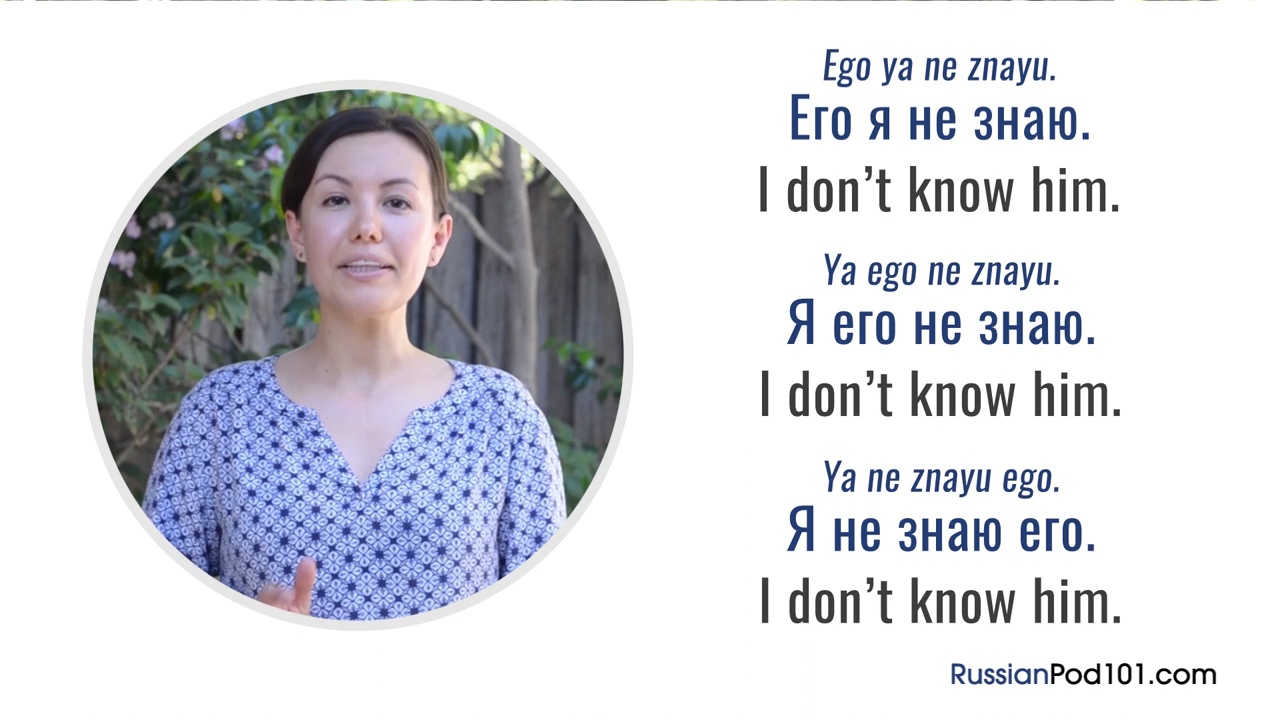 Ego ya ne znayu.
Его я не знаю.
I don’t know him.
Ya ego ne znayu.
Я его не знаю.
I don’t know him.
Ya ne znayu ego.
Я не знаю его.
I don’t know him.
RussianPod101.com